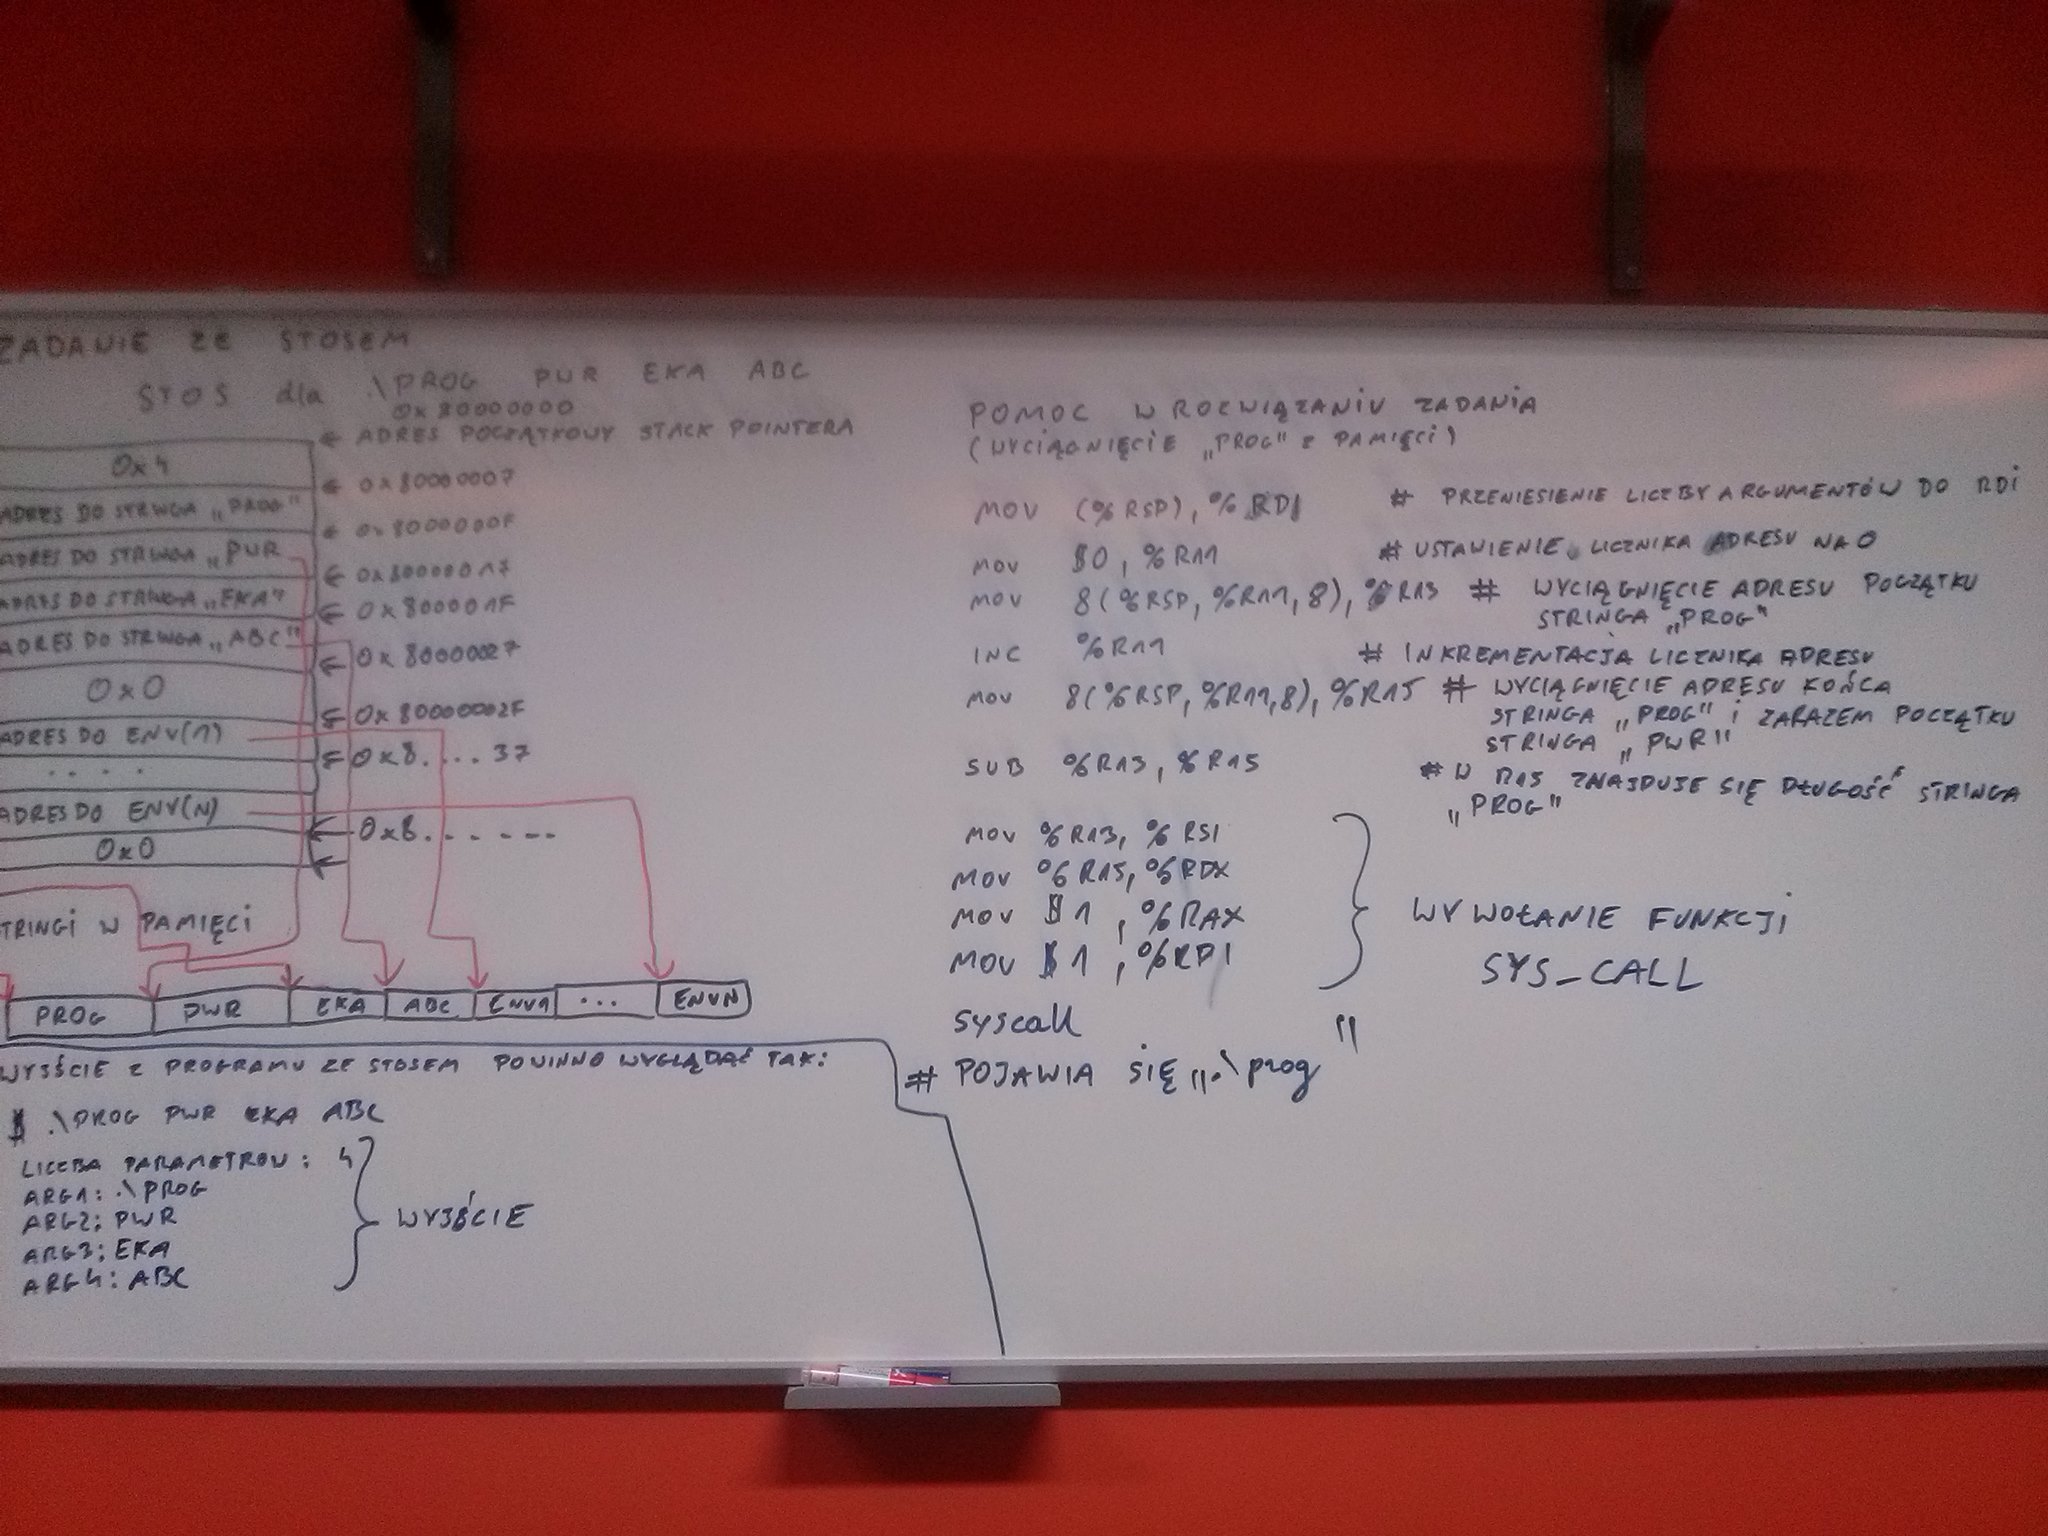 ZADANIE ZE STOSEM
STOS dla .\PROG PWR EKA ABC
0x80000000
← ADRES POCZĄTKOWY STACK POINTERA
0x4
← 0x80000007
ADRES DO STRINGA „PROG"
← 0x8000000F
ADRES DO STRINGA „PWR
← 0x80000017
ADRES DO STRINGA „EKA"
← 0x800001F
ADRES DO STRINGA „ABC"
← 0x80000027
0x0
← 0x8000002F
ADRES DO ENV(1)
← 0x8....37
....
ADRES DO ENV(N)
← 0x8.......
0x0
TRINGI W PAMIĘCI
PROG PWR EKA ABC ENV1 ... ENVN
WYJŚCIE Z PROGRAMU ZE STOSEM POWINNO WYGLĄDAĆ TAK:
$ .\PROG PWR EKA ABC
LICZBA PARAMETROW: 4
ARG1: .\PROG
ARG2: PWR
ARG3: EKA
ARG4: ABC
WYJŚCIE
POMOC W ROZWIĄZANIU ZADANIA
(WYCIĄGNIĘCIE „PROG" Z PAMIĘCI)
MOV (%RSP), %RDI # PRZENIESIENIE LICZBY ARGUMENTÓW DO RDI
MOV $0, %R11 # USTAWIENIE LICZNIKA ADRESU NA 0
MOV 8(%RSP, %R11, 8), %R13 # WYCIĄGNIĘCIE ADRESU POCZĄTKU
STRINGA „PROG"
INC %R11 # INKREMENTACJA LICZNIKA ADRESU
MOV 8(%RSP, %R11,8), %R15 # WYCIĄGNIĘCIE ADRESU KOŃCA
STRINGA „PROG" i ZARAZEM POCZĄTKU
STRINGA „PWR"
SUB %R13, %R15 # W R15 ZNAJDUJE SIĘ DŁUGOŚĆ STRINGA
„PROG"
MOV %R13, %RSI
MOV %R15, %RDX
MOV $1, %RAX
MOV $1, %RDI
WYWOŁANIE FUNKCJI
SYS_CALL
syscall
# POJAWIA SIĘ „.\prog"